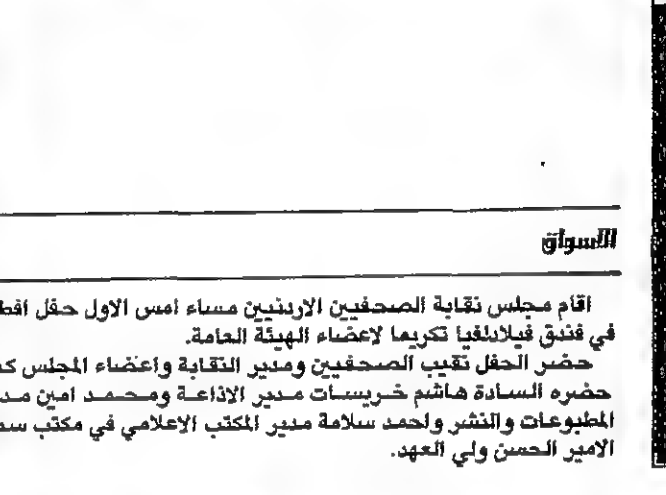 الاسواق
اقام مجلس نقابة الصحفيين الاردنيين مساء امس الاول حفل افط
في فندق فيلادلفيا تكريما لاعضاء الهيئة العامة.
حضر الحفل نقيب الصحفيين ومدير النقابة واعضاء المجلس كم
حضره السادة هاشم خريسات مدير الاذاعة ومحمد امين مد
المطبوعات والنشر واحمد سلامة مدير المكتب الاعلامي في مكتب سم
الامير الحسن ولي العهد.